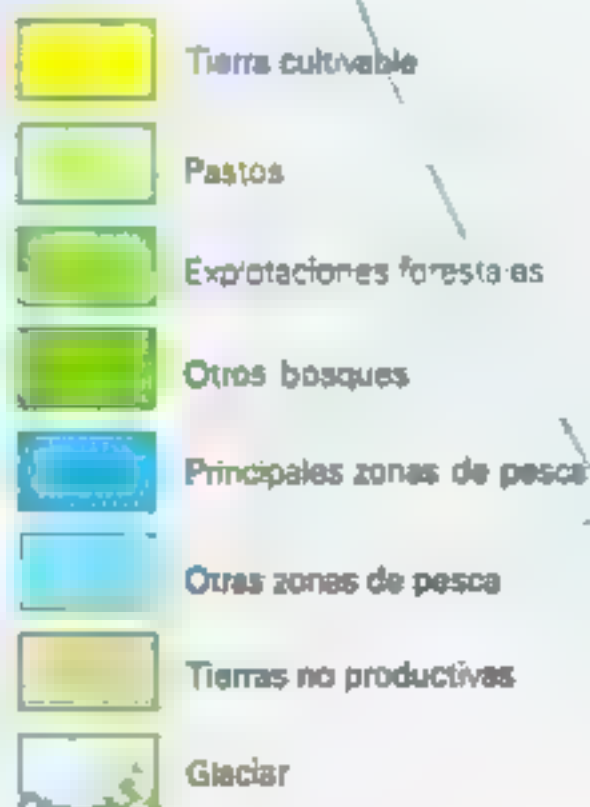 Tierra cultivable
Pastos
Explotaciones forestales
Otros bosques
Principales zonas de pesca
Otras zonas de pesca
Tierras no productivas
Glaciar